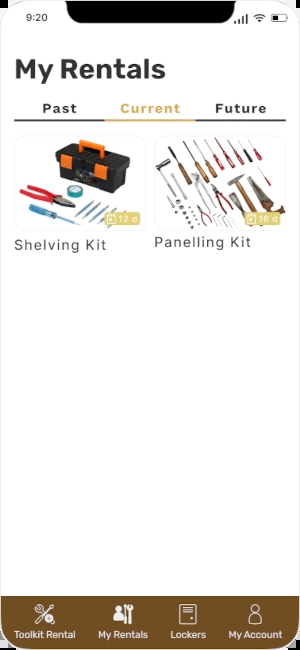 9:20
My Rentals
Past Current Future
12 d 16 d
Shelving Kit Panelling Kit
Toolkit Rental My Rentals Lockers My Account